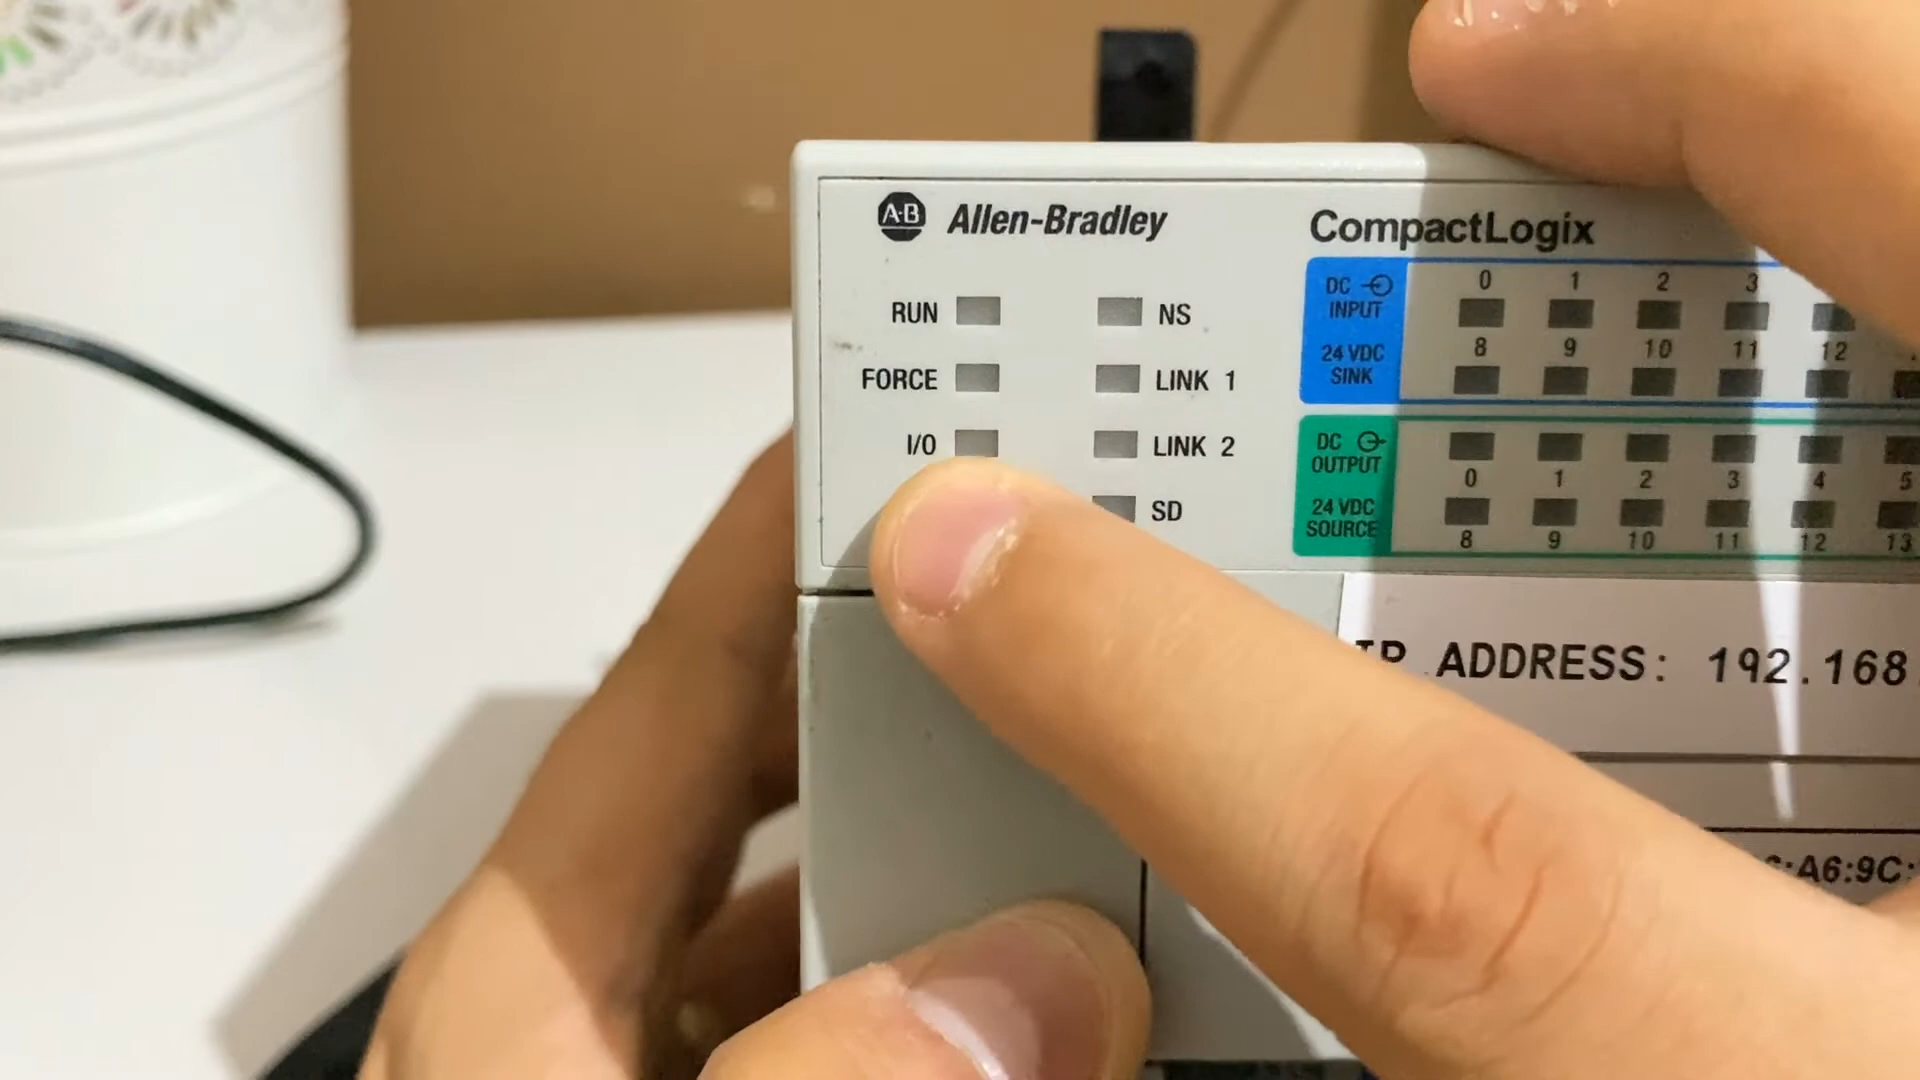 A-B Allen-Bradley
RUN
NS
FORCE
LINK 1
I/O
LINK 2
SD
CompactLogix
DC
INPUT
24 VDC
SINK
0 1 2 3
8 9 10 11 12
DC
OUTPUT
24 VDC
SOURCE
0 1 2 3 4 5
8 9 10 11 12 13
IP ADDRESS: 192.168.
:A6:9C: